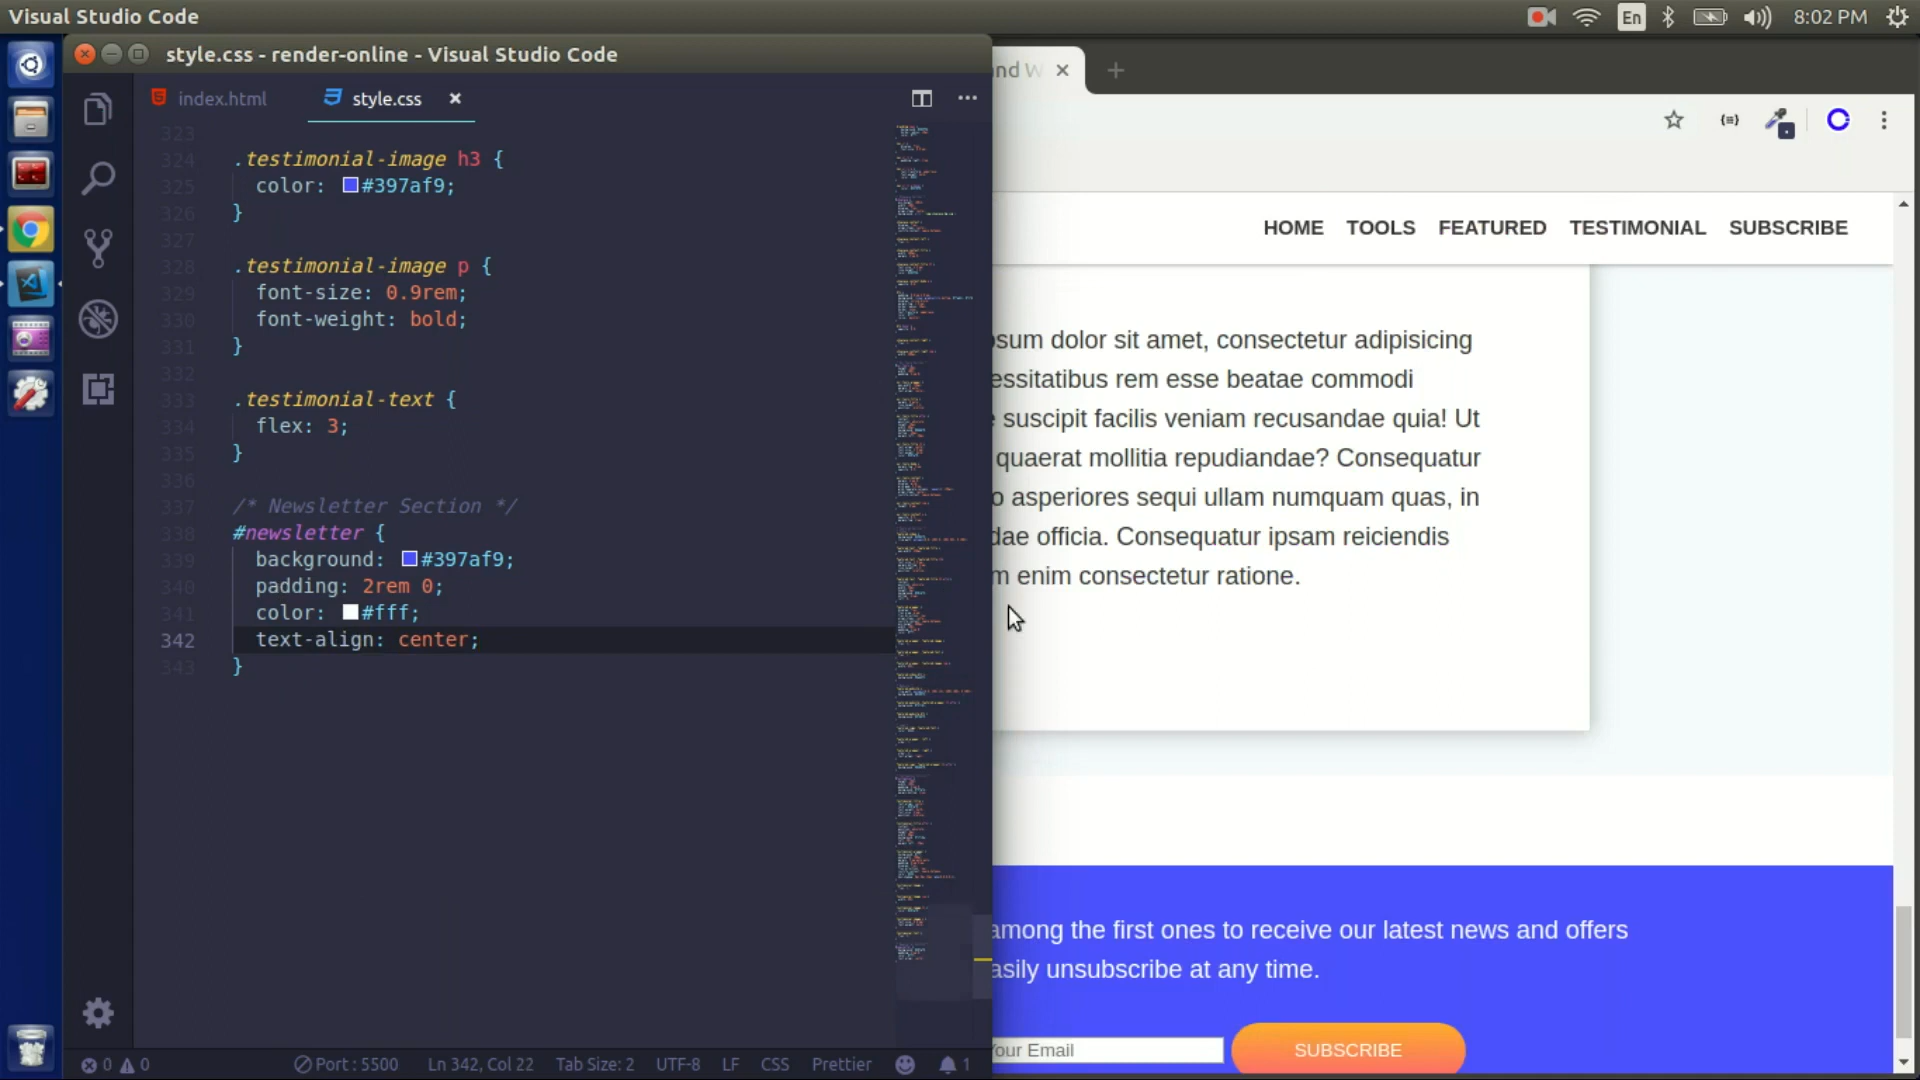 Visual Studio Code
En
8:02 PM
style.css - render-online - Visual Studio Code
nd W
index.html
style.css
323
324 .testimonial-image h3 {
325 color: #397af9;
326 }
327
328 .testimonial-image p {
329 font-size: 0.9rem;
330 font-weight: bold;
331 }
332
333 .testimonial-text {
334 flex: 3;
335 }
336
337 /* Newsletter Section */
338 #newsletter {
339 background: #397af9;
340 padding: 2rem 0;
341 color: #fff;
342 text-align: center;
343 }
0 0
Port : 5500
Ln 342, Col 22
Tab Size: 2
UTF-8
LF
CSS
Prettier
1
HOME TOOLS FEATURED TESTIMONIAL SUBSCRIBE
sum dolor sit amet, consectetur adipisicing
essitatibus rem esse beatae commodi
suscipit facilis veniam recusandae quia! Ut
quaerat mollitia repudiandae? Consequatur
o asperiores sequi ullam numquam quas, in
dae officia. Consequatur ipsam reiciendis
m enim consectetur ratione.
among the first ones to receive our latest news and offers
asily unsubscribe at any time.
Your Email
SUBSCRIBE